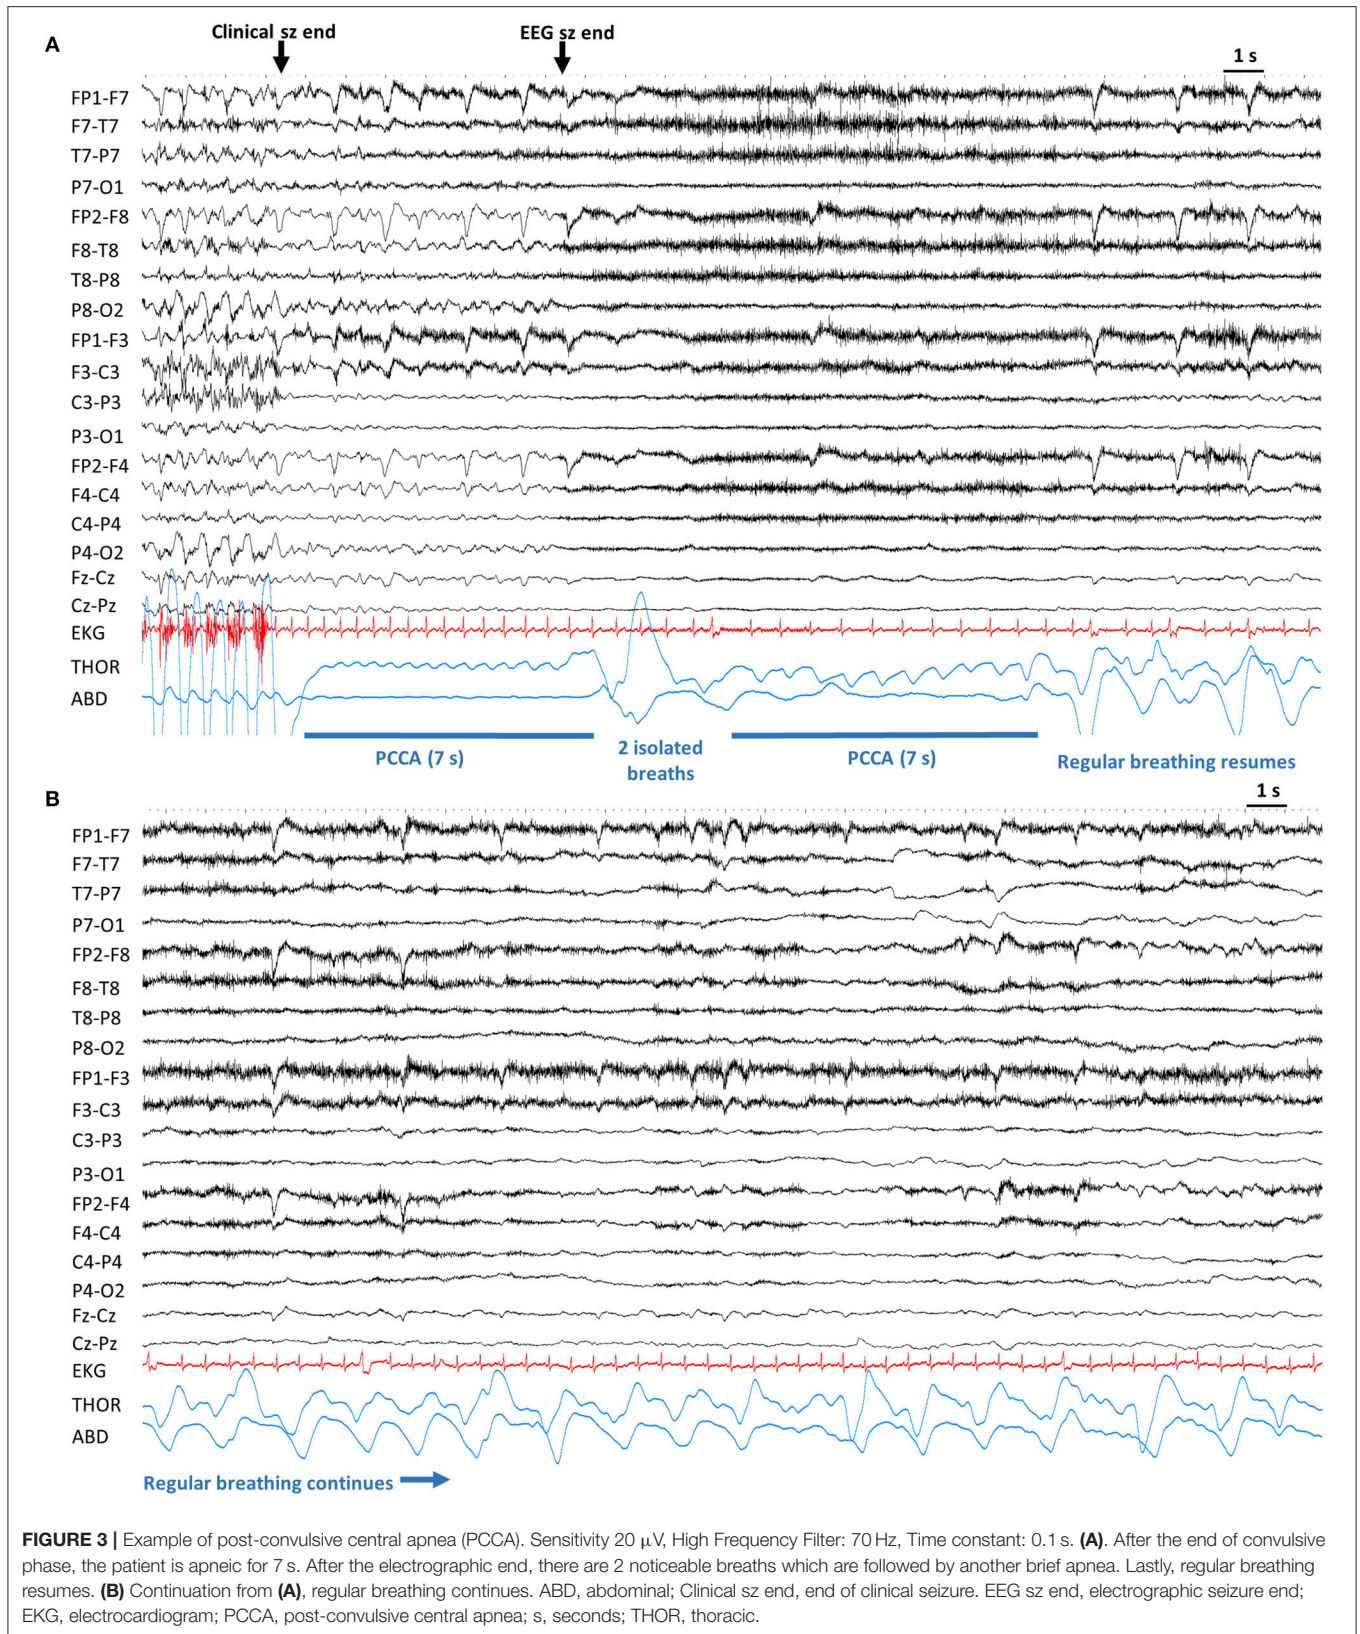 Clinical sz end
EEG sz end
A
1 s
FP1-F7
F7-T7
T7-P7
P7-O1
FP2-F8
F8-T8
T8-P8
P8-O2
FP1-F3
F3-C3
C3-P3
P3-O1
FP2-F4
F4-C4
C4-P4
P4-O2
Fz-Cz
Cz-Pz
EKG
THOR
ABD
PCCA (7 s)
2 isolated
breaths
PCCA (7 s)
Regular breathing resumes
B
1 s
FP1-F7
F7-T7
T7-P7
P7-O1
FP2-F8
F8-T8
T8-P8
P8-O2
FP1-F3
F3-C3
C3-P3
P3-O1
FP2-F4
F4-C4
C4-P4
P4-O2
Fz-Cz
Cz-Pz
EKG
THOR
ABD
Regular breathing continues
FIGURE 3 | Example of post-convulsive central apnea (PCCA). Sensitivity 20 μV, High Frequency Filter: 70 Hz, Time constant: 0.1 s. (A). After the end of convulsive
phase, the patient is apneic for 7 s. After the electrographic end, there are 2 noticeable breaths which are followed by another brief apnea. Lastly, regular breathing
resumes. (B) Continuation from (A), regular breathing continues. ABD, abdominal; Clinical sz end, end of clinical seizure. EEG sz end, electrographic seizure end;
EKG, electrocardiogram; PCCA, post-convulsive central apnea; s, seconds; THOR, thoracic.